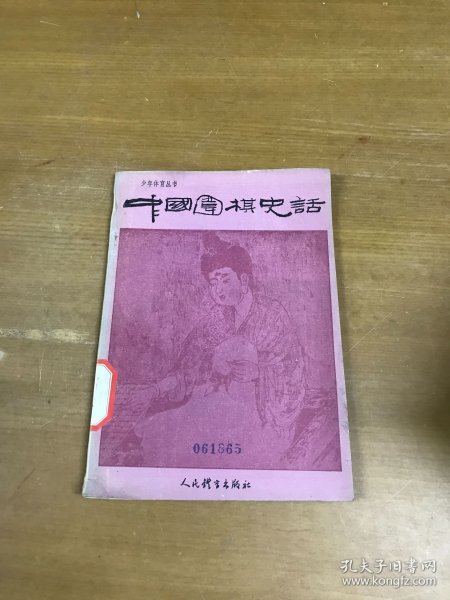 少年体育丛书
中國圍棋史話
061865
人民體育出版社
孔夫子旧书网
www.kongfz.com